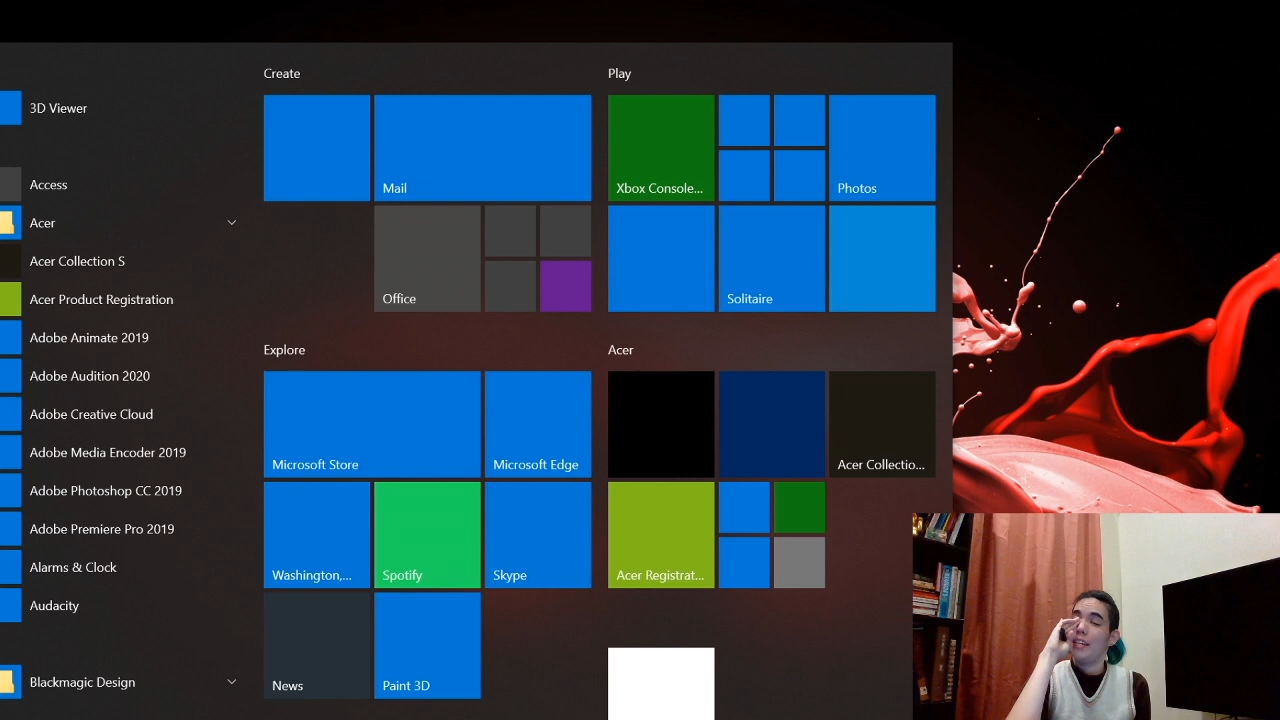 3D Viewer
Access
Acer
Acer Collection S
Acer Product Registration
Adobe Animate 2019
Adobe Audition 2020
Adobe Creative Cloud
Adobe Media Encoder 2019
Adobe Photoshop CC 2019
Adobe Premiere Pro 2019
Alarms & Clock
Audacity
Blackmagic Design
Create
Mail
Office
Explore
Microsoft Store
Microsoft Edge
Washington,...
Spotify
Skype
News
Paint 3D
Play
Xbox Console...
Photos
Solitaire
Acer
Acer Collectio...
Acer Registrat...